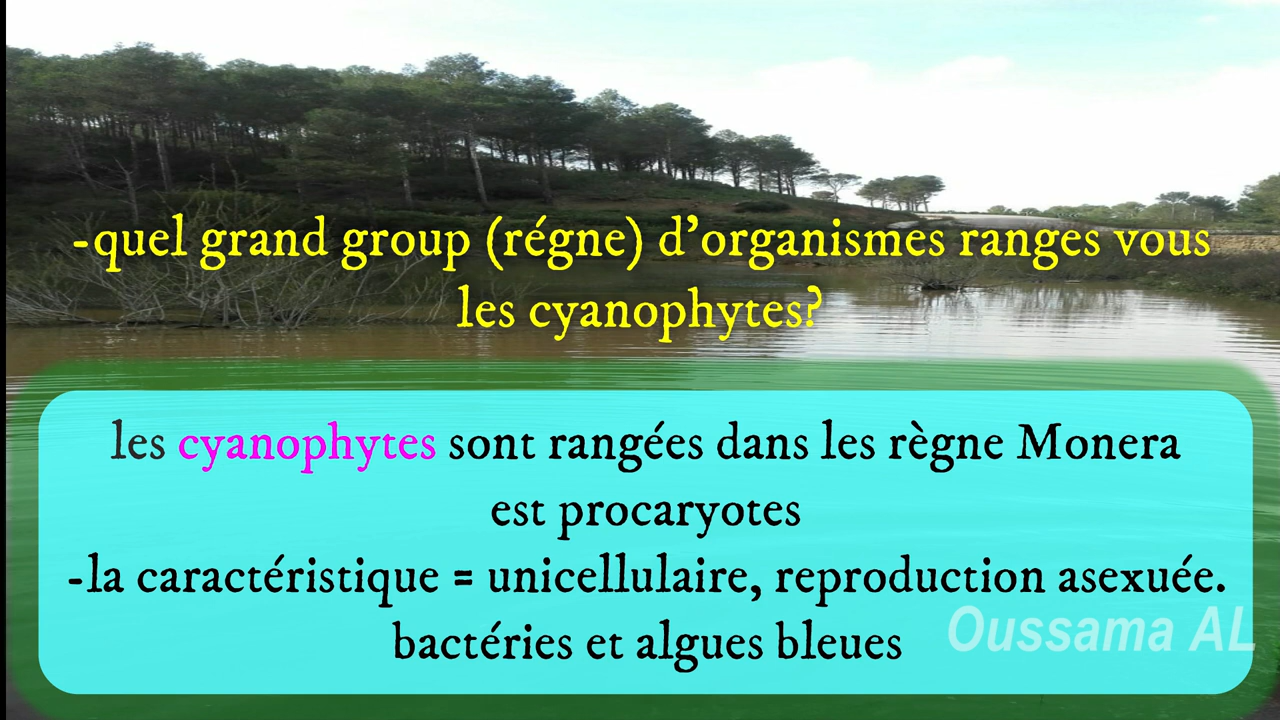 -quel grand group (régne) d'organismes ranges vous
les cyanophytes?
les cyanophytes sont rangées dans les règne Monera
est procaryotes
-la caractéristique = unicellulaire, reproduction asexuée.
bactéries et algues bleues
Oussama AL